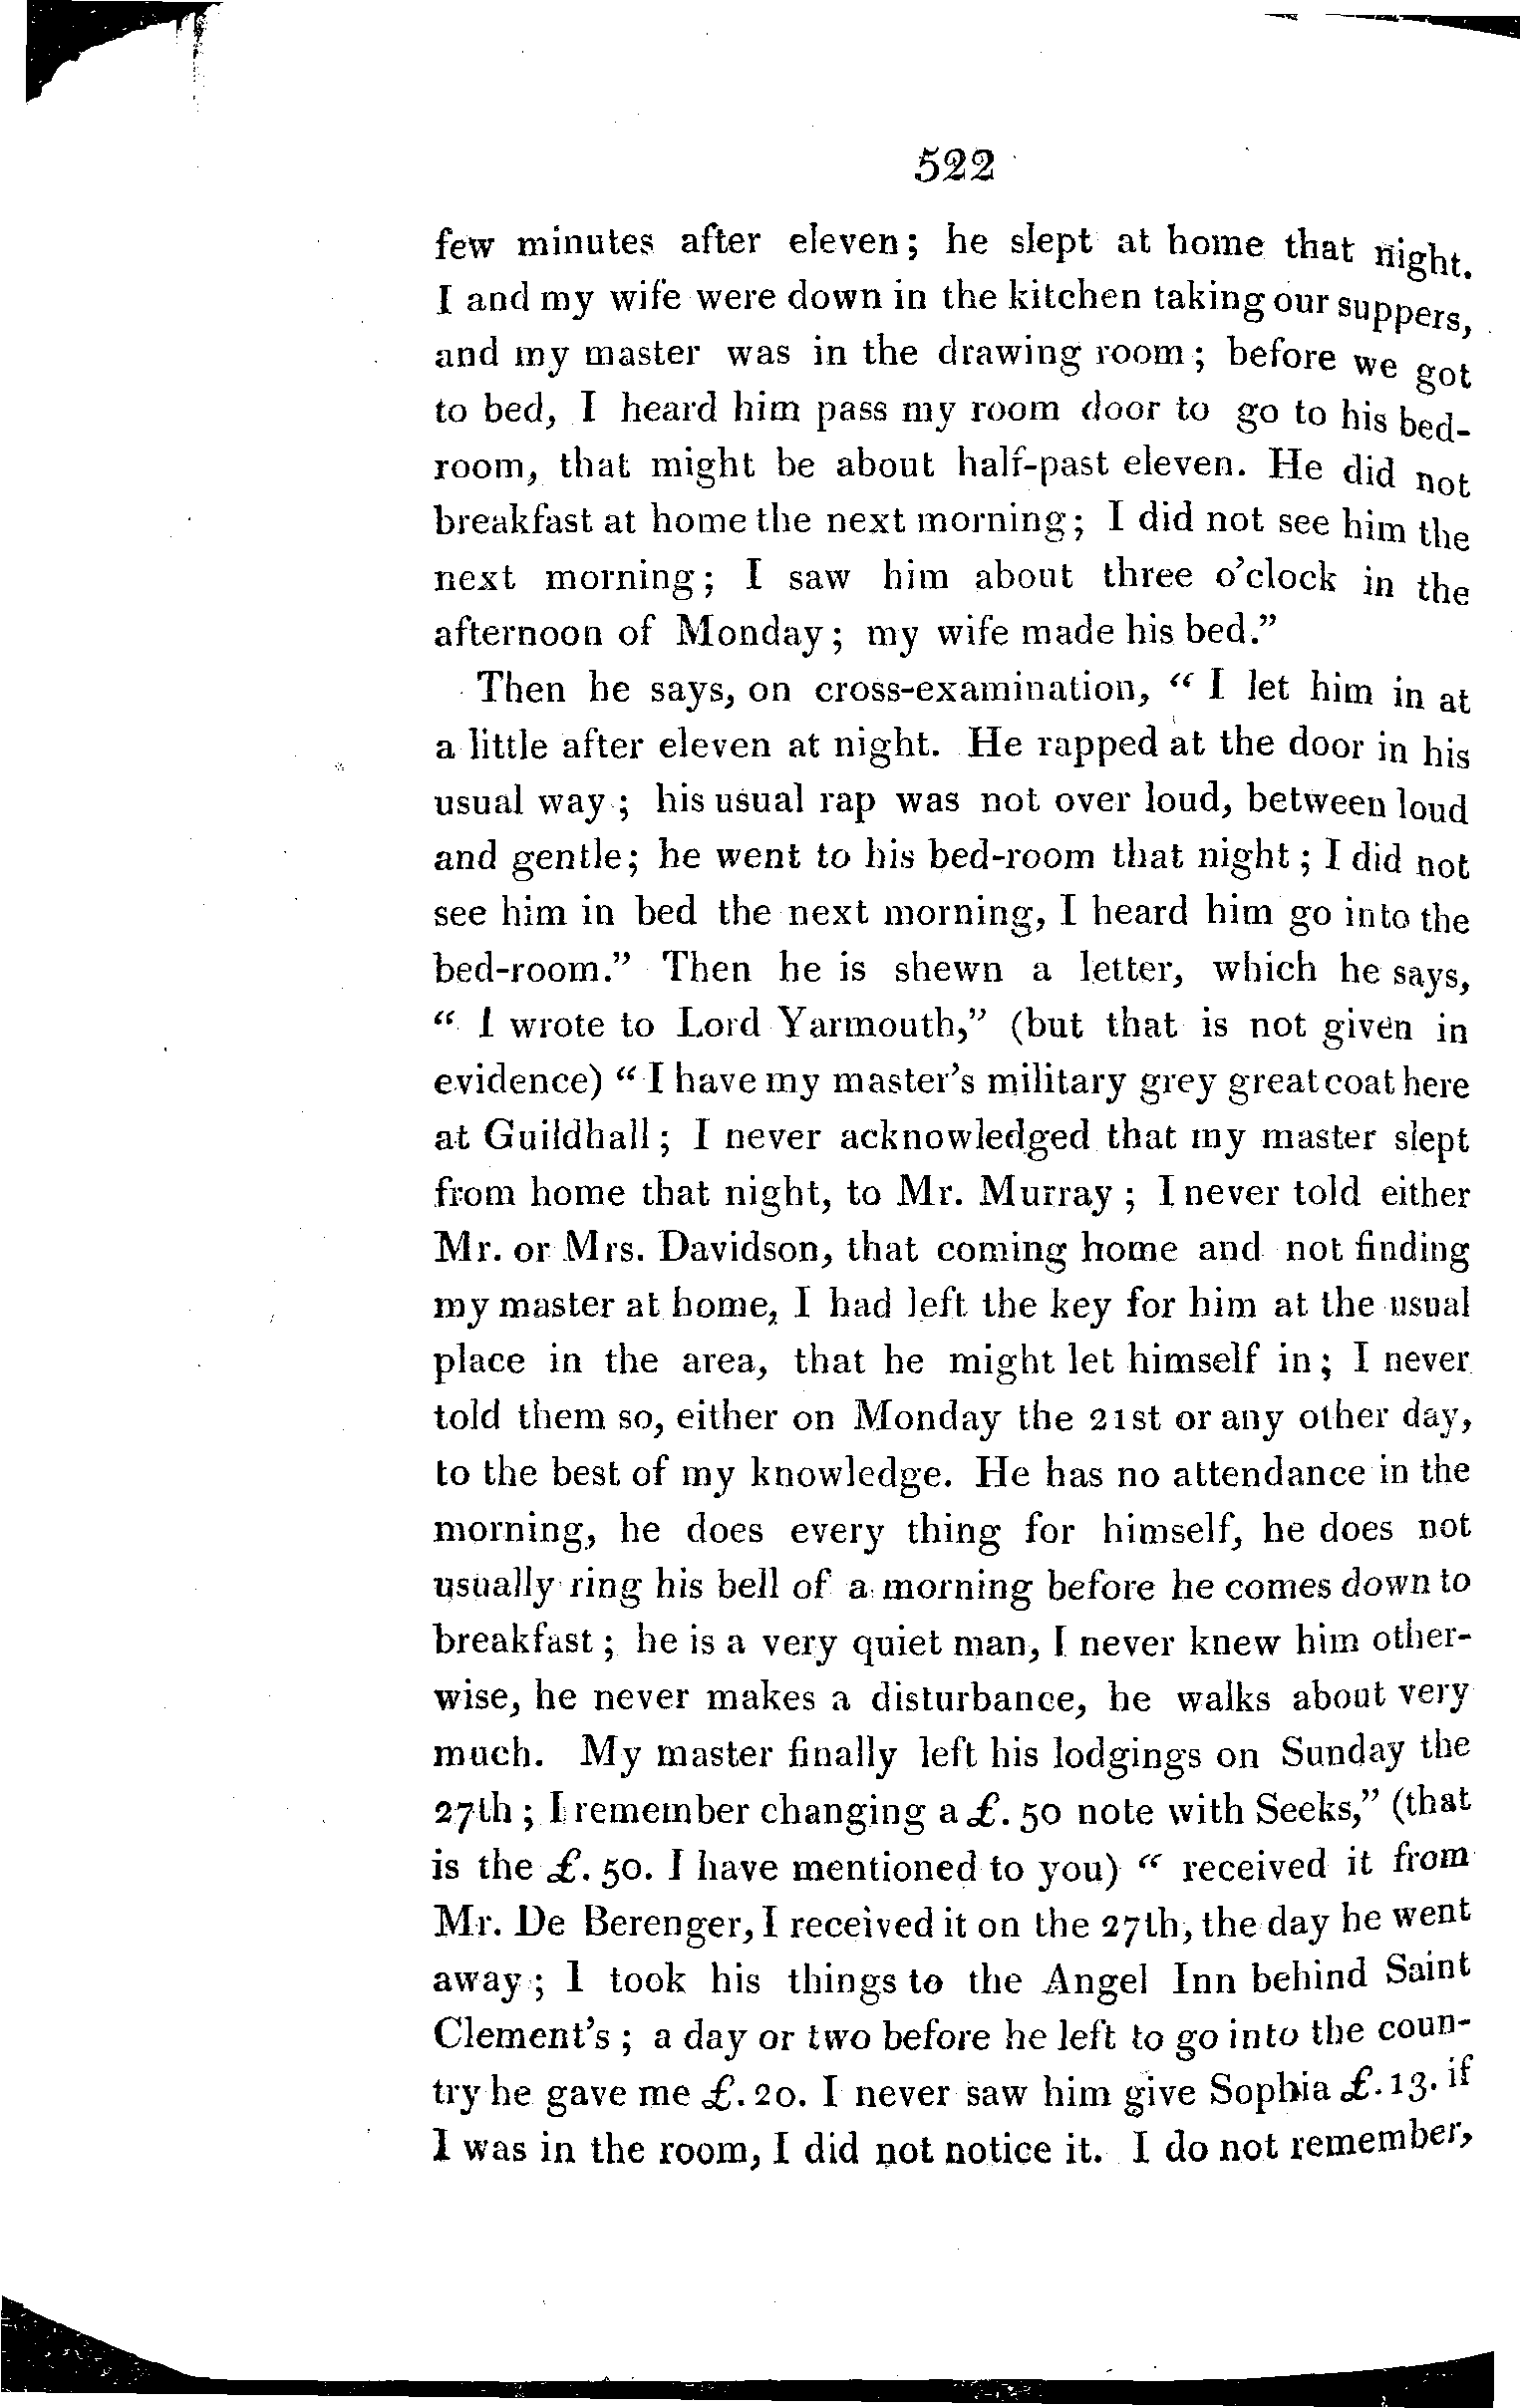 522
few minutes after eleven; he slept at home that night.
I and my wife were down in the kitchen taking our suppers,
and my master was in the drawing room; before we got
to bed, I heard him pass my room door to go to his bed-
room, that might be about half-past eleven. He did not
breakfast at home the next morning; I did not see him the
next morning; I saw him about three o'clock in the
afternoon of Monday; my wife made his bed."
Then he says, on cross-examination, "I let him in at
a little after eleven at night. He rapped at the door in his
usual way; his usual rap was not over loud, between loud
and gentle; he went to his bed-room that night; I did not
see him in bed the next morning, I heard him go into the
bed-room." Then he is shewn a letter, which he says,
"I wrote to Lord Yarmouth," (but that is not given in
evidence) "I have my master's military grey great coat here
at Guildhall; I never acknowledged that my master slept
from home that night, to Mr. Murray; I never told either
Mr. or Mrs. Davidson, that coming home and not finding
my master at home, I had left the key for him at the usual
place in the area, that he might let himself in; I never
told them so, either on Monday the 21st or any other day,
to the best of my knowledge. He has no attendance in the
morning, he does every thing for himself, he does not
usually ring his bell of a morning before he comes down to
breakfast; he is a very quiet man, I never knew him other-
wise, he never makes a disturbance, he walks about very
much. My master finally left his lodgings on Sunday the
27th; I remember changing a £. 50 note with Seeks," (that
is the £. 50. I have mentioned to you) "received it from
Mr. De Berenger, I received it on the 27th, the day he went
away; I took his things to the Angel Inn behind Saint
Clement's; a day or two before he left to go into the coun-
try he gave me £. 20. I never saw him give Sophia £. 13. if
I was in the room, I did not notice it. I do not remember,